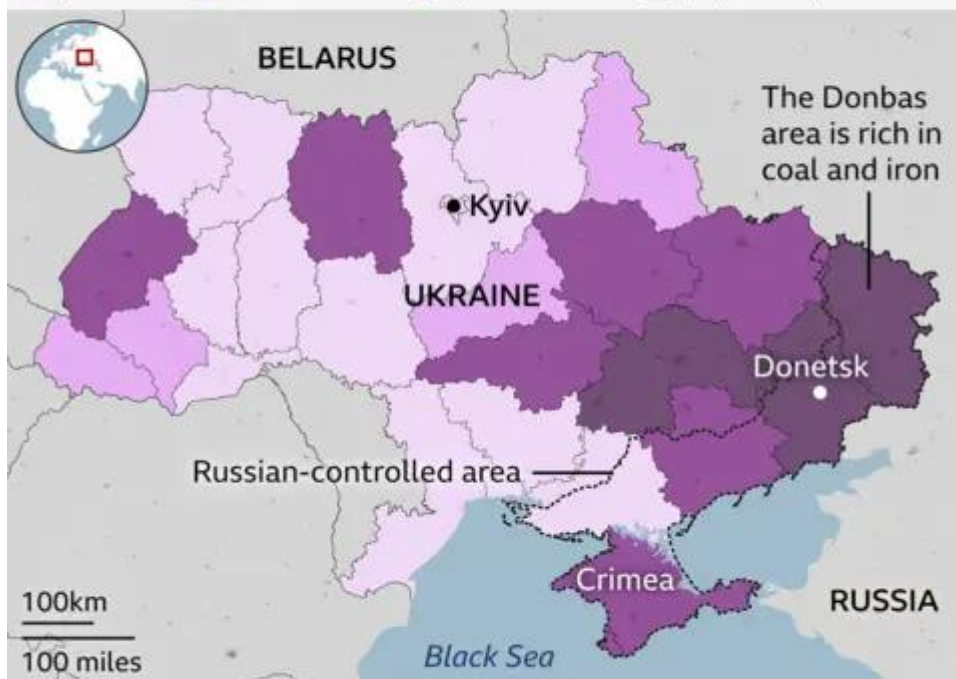 BELARUS
The Donbas
area is rich in
coal and iron
Kyiv
UKRAINE
Donetsk
Russian-controlled area
Crimea
100km
100 miles
RUSSIA
Black Sea